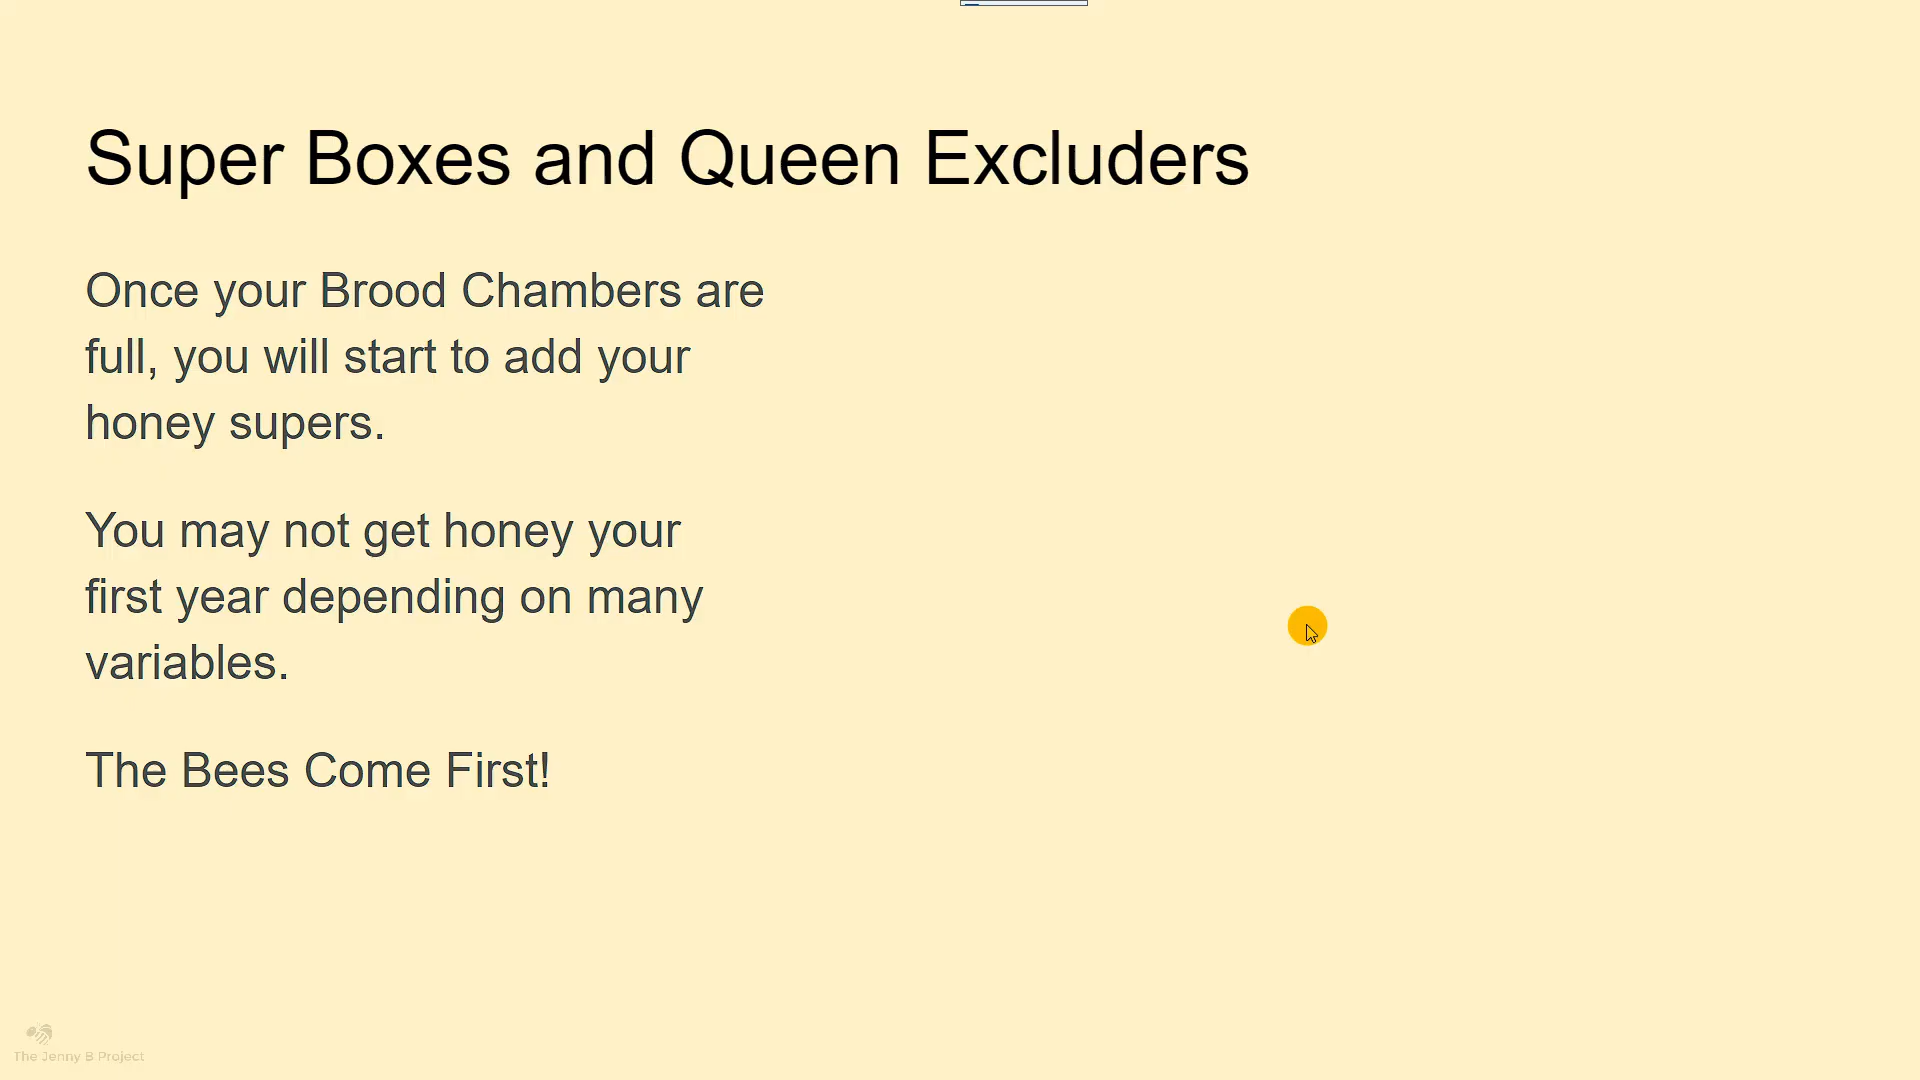 Super Boxes and Queen Excluders
Once your Brood Chambers are
full, you will start to add your
honey supers.
You may not get honey your
first year depending on many
variables.
The Bees Come First!
The Jenny B Project